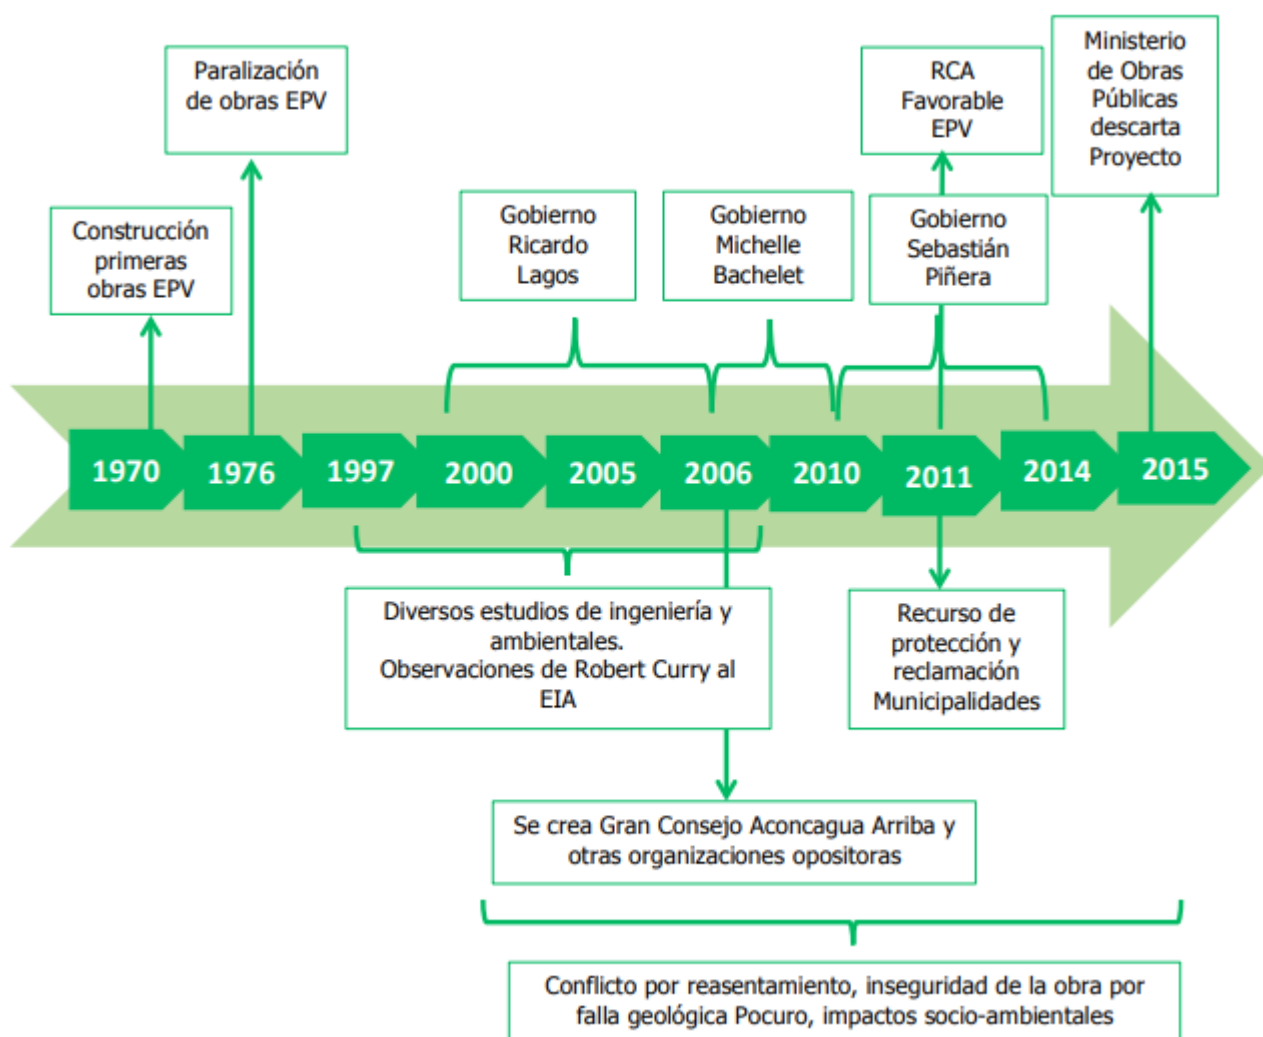 Paralización
de obras EPV
RCA
Favorable
EPV
Ministerio
de Obras
Públicas
descarta
Proyecto
Construcción
primeras
obras EPV
Gobierno
Ricardo
Lagos
Gobierno
Michelle
Bachelet
Gobierno
Sebastián
Piñera
1970
1976
1997
2000
2005
2006
2010
2011
2014
2015
Diversos estudios de ingeniería y
ambientales.
Observaciones de Robert Curry al
EIA
Recurso de
protección y
reclamación
Municipalidades
Se crea Gran Consejo Aconcagua Arriba y
otras organizaciones opositoras
Conflicto por reasentamiento, inseguridad de la obra por
falla geológica Pocuro, impactos socio-ambientales